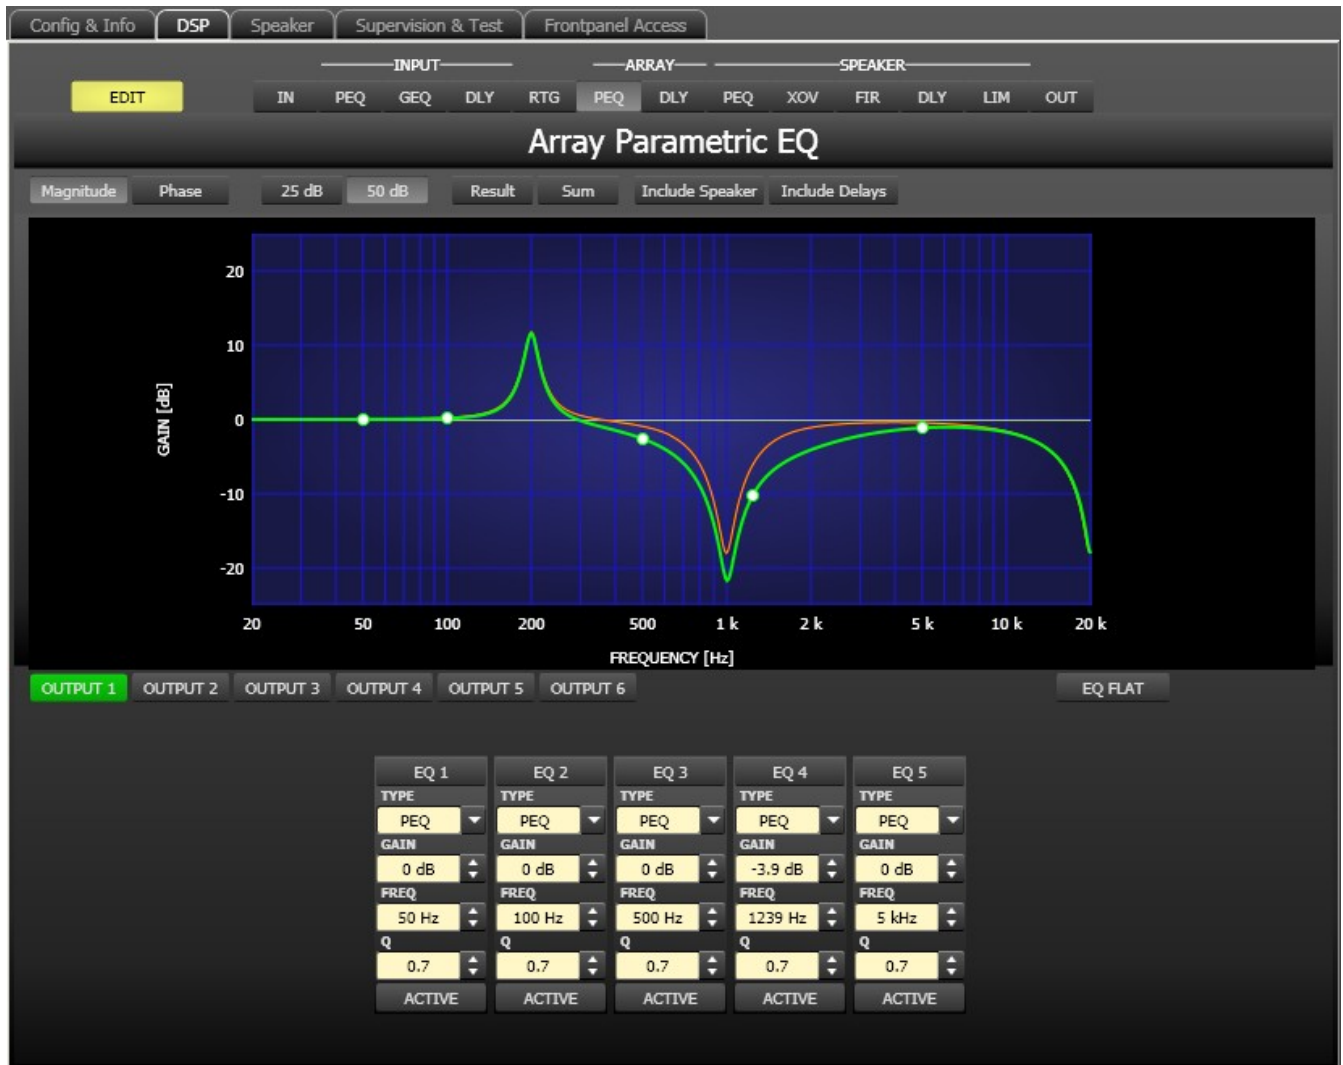 Config & Info DSP Speaker Supervision & Test Frontpanel Access
INPUT ARRAY SPEAKER
EDIT IN PEQ GEQ DLY RTG PEQ DLY PEQ XOV FIR DLY LIM OUT
Array Parametric EQ
Magnitude Phase 25 dB 50 dB Result Sum Include Speaker Include Delays
20
10
GAIN [dB]
0
-10
-20
20 50 100 200 500 1 k 2 k 5 k 10 k 20 k
FREQUENCY [Hz]
OUTPUT 1 OUTPUT 2 OUTPUT 3 OUTPUT 4 OUTPUT 5 OUTPUT 6 EQ FLAT
EQ 1 EQ 2 EQ 3 EQ 4 EQ 5
TYPE TYPE TYPE TYPE TYPE
PEQ PEQ PEQ PEQ PEQ
GAIN GAIN GAIN GAIN GAIN
0 dB 0 dB 0 dB -3.9 dB 0 dB
FREQ FREQ FREQ FREQ FREQ
50 Hz 100 Hz 500 Hz 1239 Hz 5 kHz
Q Q Q Q Q
0.7 0.7 0.7 0.7 0.7
ACTIVE ACTIVE ACTIVE ACTIVE ACTIVE